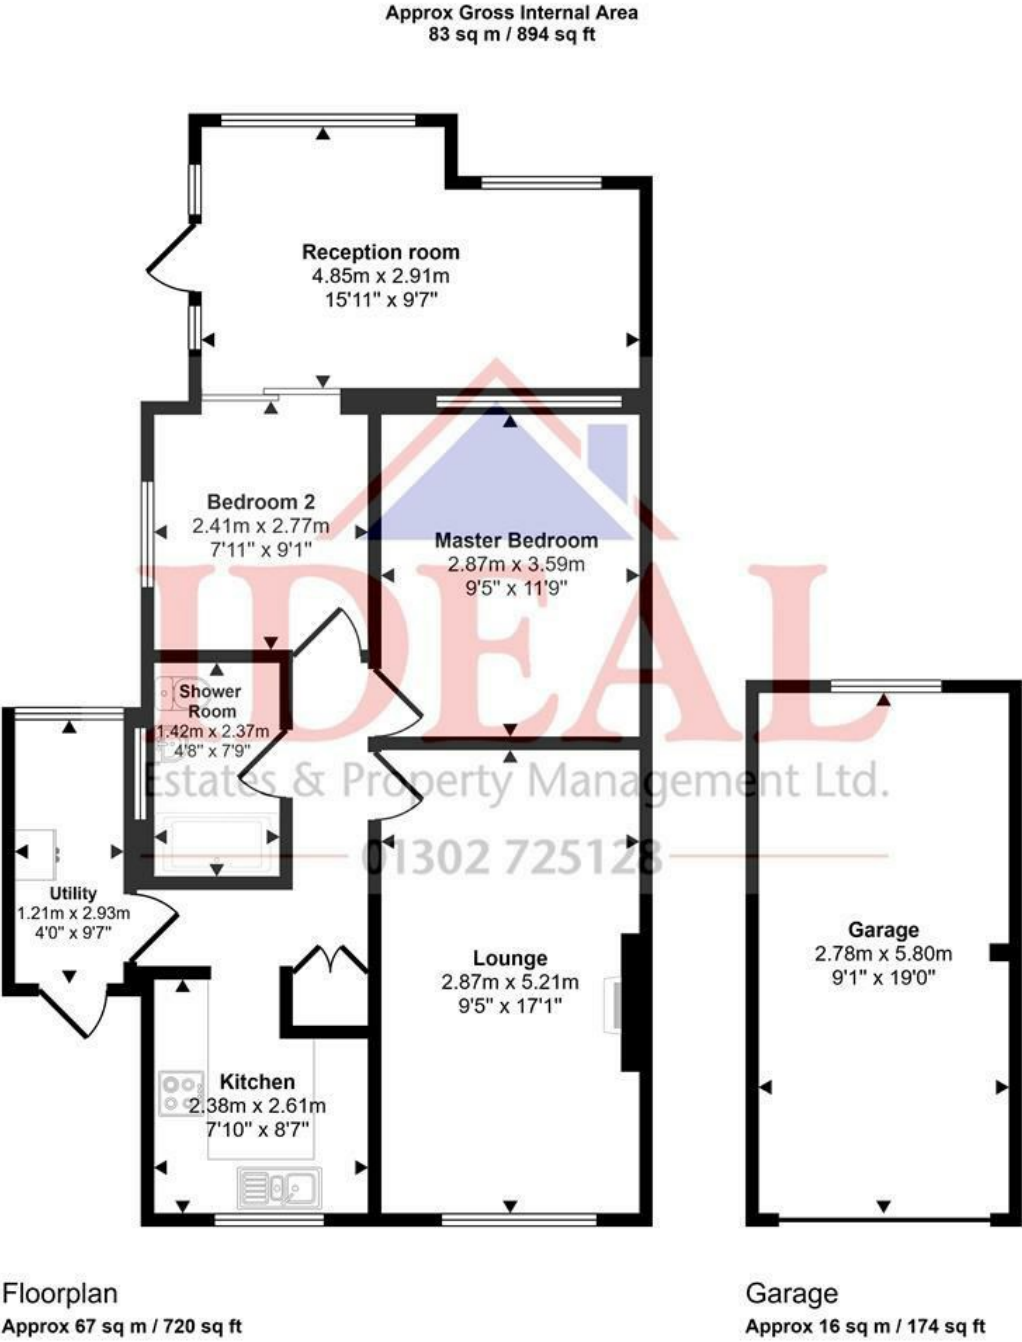 Approx Gross Internal Area
83 sq m / 894 sq ft
Reception room
4.85m x 2.91m
15'11" x 9'7"
Bedroom 2
2.41m x 2.77m
7'11" x 9'1"
Master Bedroom
2.87m x 3.59m
9'5" x 11'9"
IDEAL
Shower
Room
1.42m x 2.37m
4'8" x 7'9"
Estates & Property Management Ltd.
01302 725128
Utility
1.21m x 2.93m
4'0" x 9'7"
Lounge
2.87m x 5.21m
9'5" x 17'1"
Garage
2.78m x 5.80m
9'1" x 19'0"
Kitchen
2.38m x 2.61m
7'10" x 8'7"
Floorplan
Approx 67 sq m / 720 sq ft
Garage
Approx 16 sq m / 174 sq ft